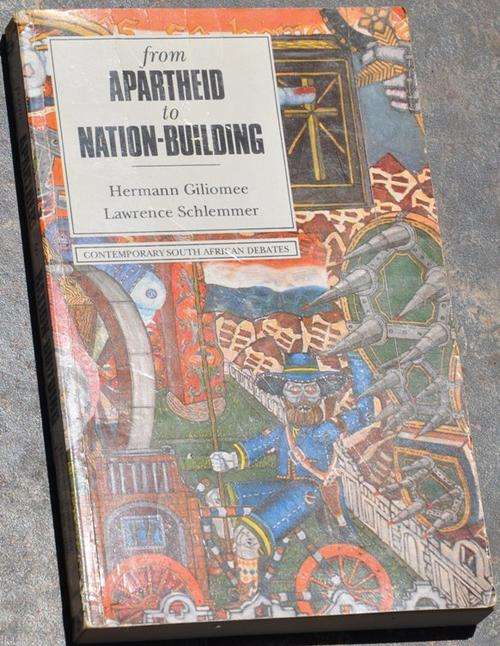 from
APARTHEID
to
NATION-BUILDING
Hermann Giliomee
Lawrence Schlemmer
CONTEMPORARY SOUTH AFRICAN DEBATES